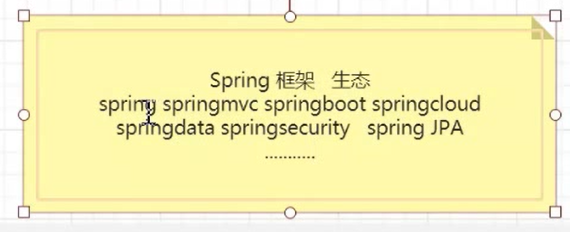 Spring 框架 生态
spring springmvc springboot springcloud
springdata springsecurity spring JPA
...........